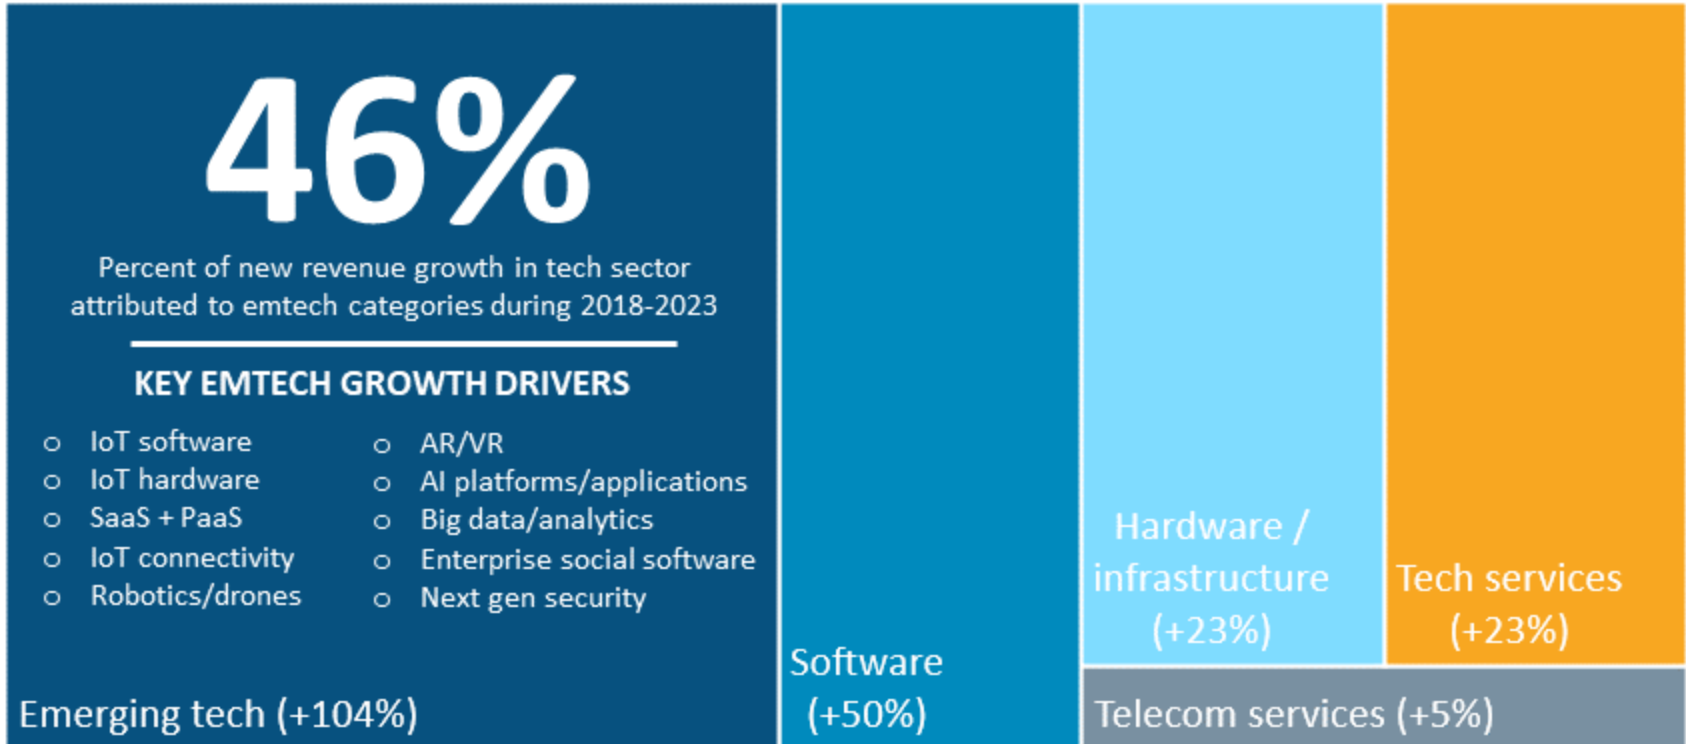 46%
Percent of new revenue growth in tech sector
attributed to emtech categories during 2018-2023
KEY EMTECH GROWTH DRIVERS
o IoT software
o IoT hardware
o SaaS + PaaS
o IoT connectivity
o Robotics/drones
o AR/VR
o AI platforms/applications
o Big data/analytics
o Enterprise social software
o Next gen security
Emerging tech (+104%)
Software
(+50%)
Hardware /
infrastructure
(+23%)
Tech services
(+23%)
Telecom services (+5%)